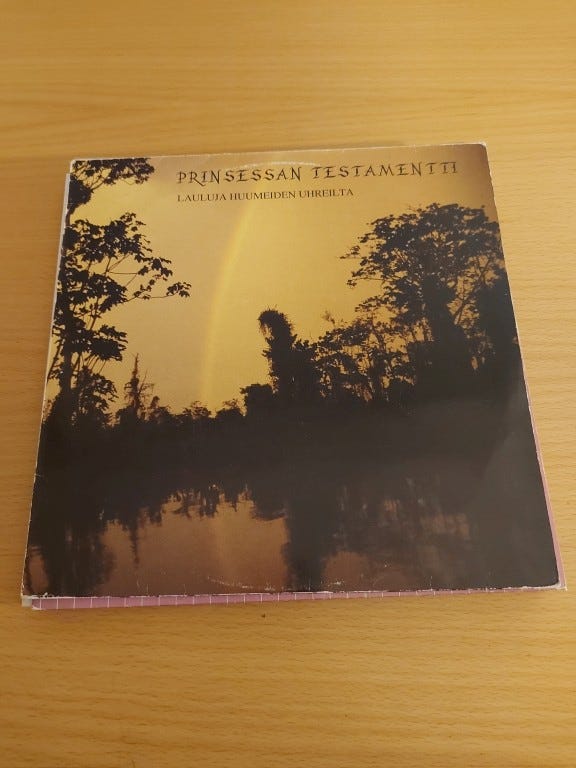 PRINSESSAN TESTAMENTTI
LAULUJA HUUMEIDEN UHREILTA